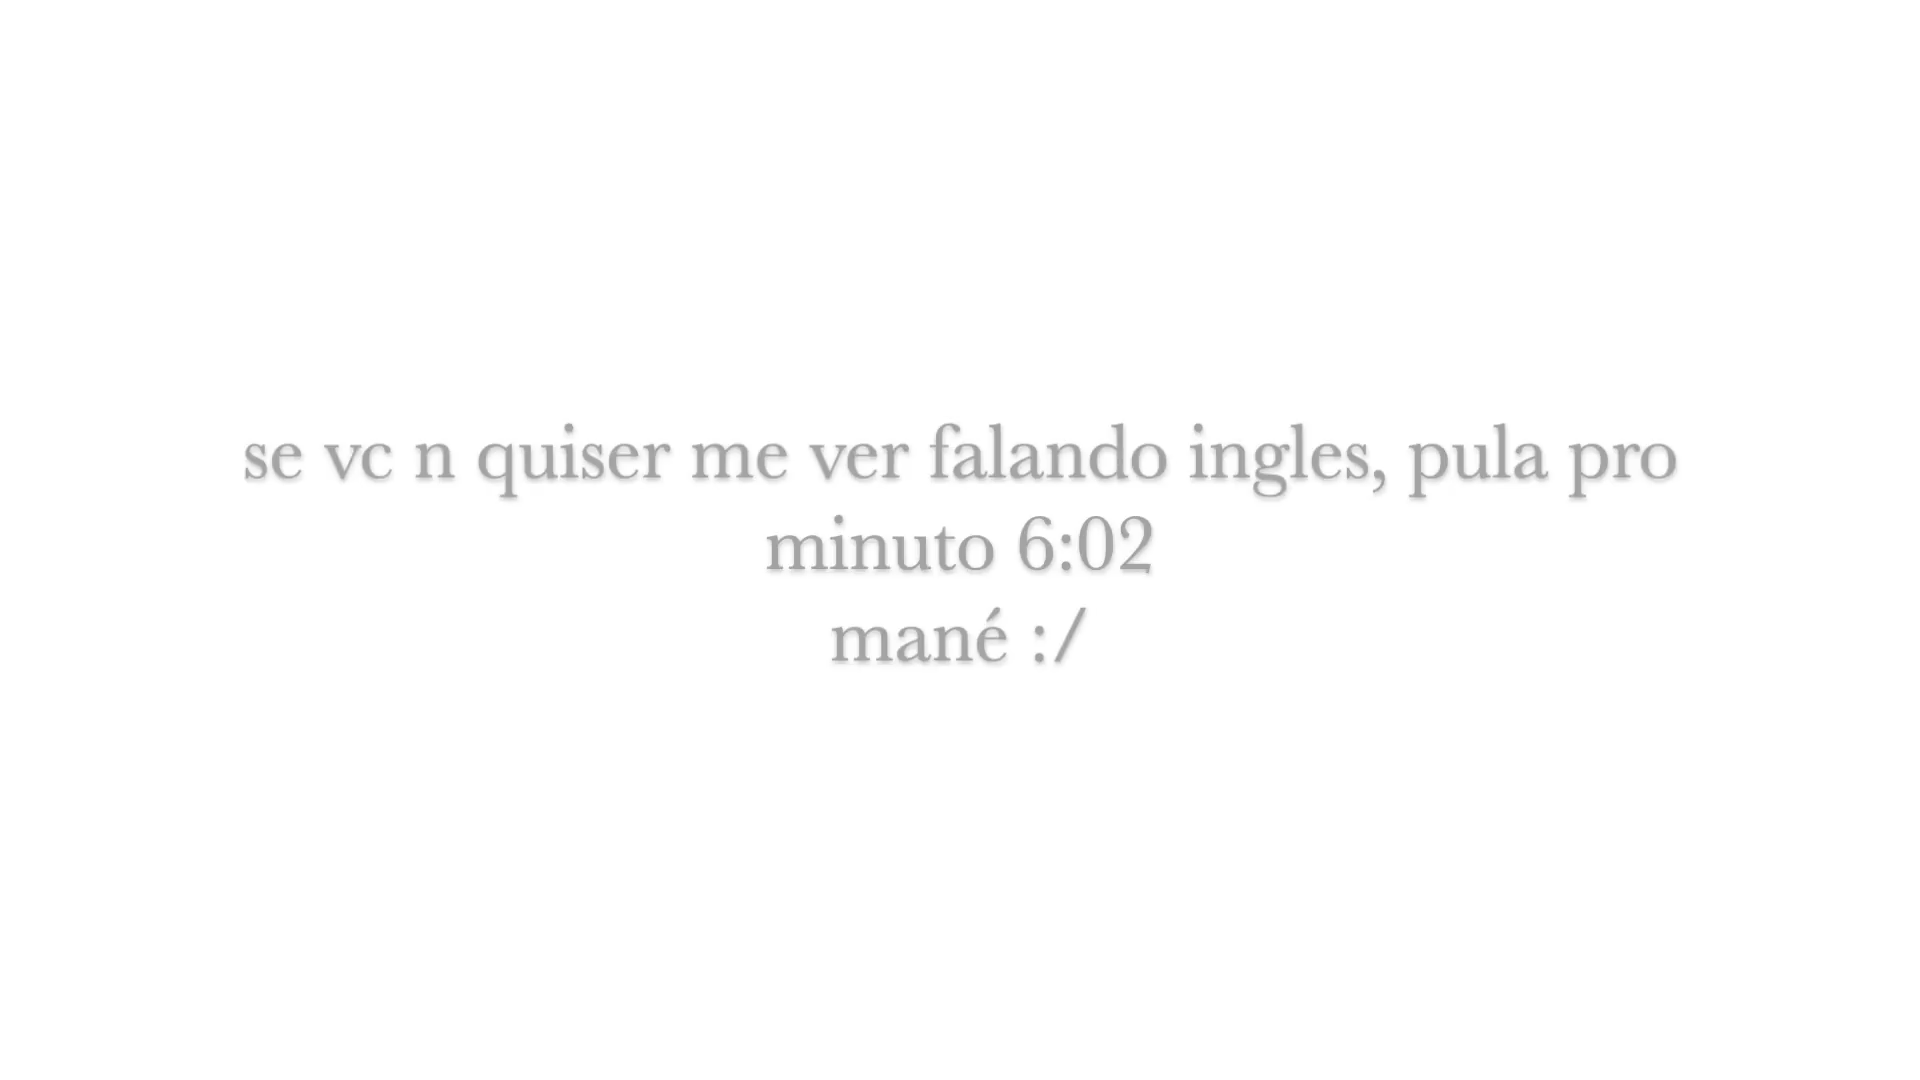 se vc n quiser me ver falando ingles, pula pro
minuto 6:02
mané :/